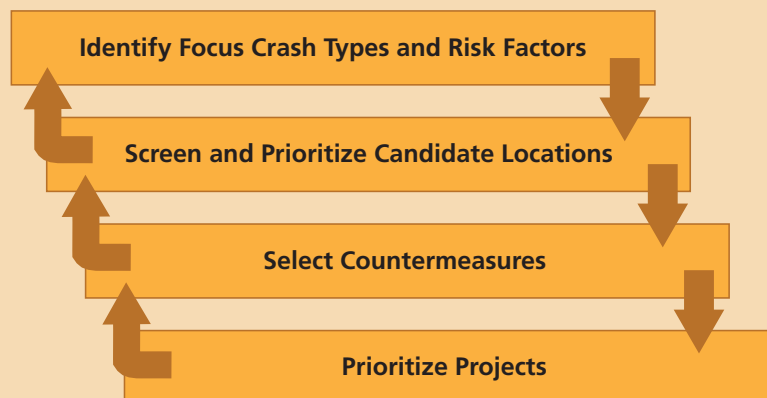 Identify Focus Crash Types and Risk Factors
Screen and Prioritize Candidate Locations
Select Countermeasures
Prioritize Projects